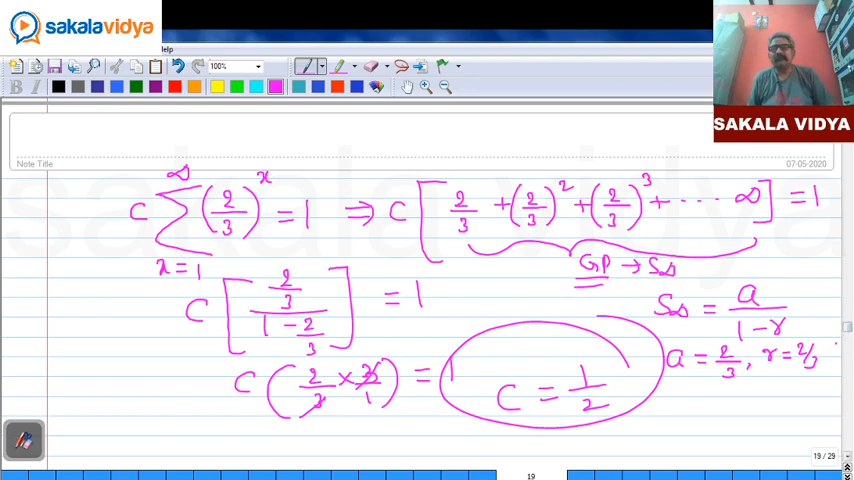 sakalavidya
Help
100%
B I
SAKALA VIDYA
Note Title
07-05-2020
C ∑ (2/3)^x = 1 ⇒ C [ 2/3 + (2/3)^2 + (2/3)^3 + ... ∞ ] = 1
∞
x = 1
GP → S∞
C [ (2/3) / (1 - 2/3) ] = 1
S∞ = a / (1 - r)
a = 2/3, r = 2/3
C ( 2/3 × 3/1 ) = 1
C = 1/2
19 / 29
19